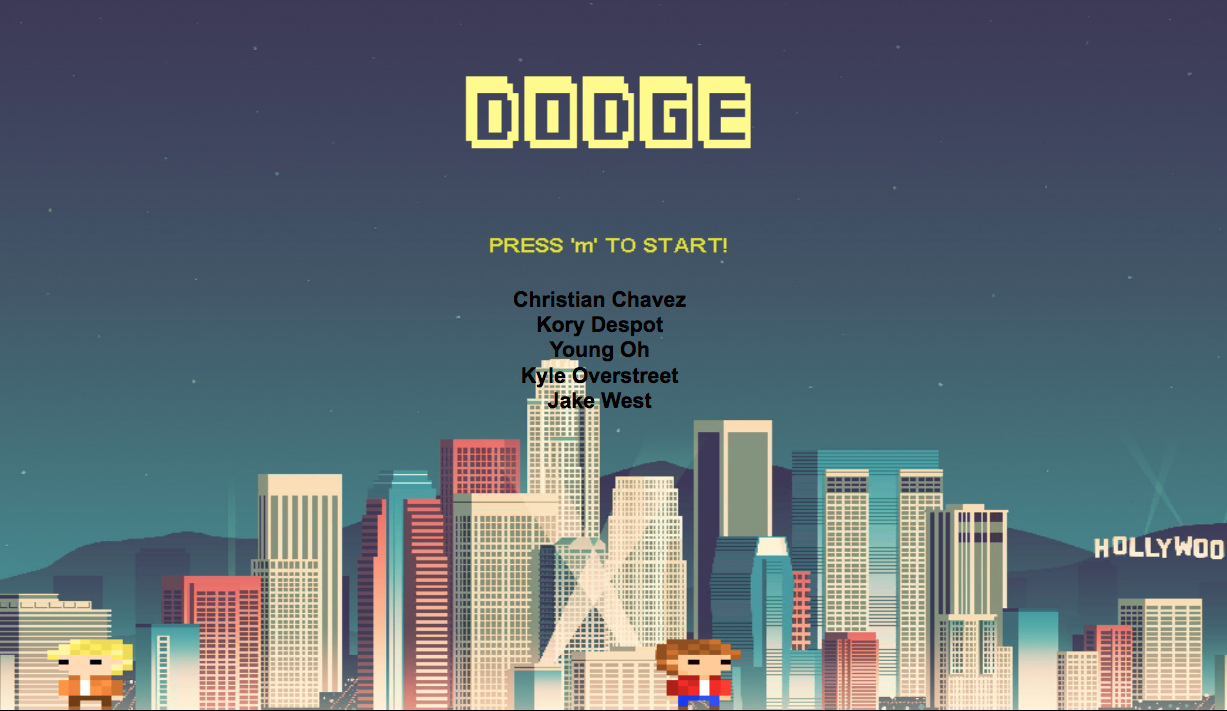 DODGE
PRESS 'm' TO START!
Christian Chavez
Kory Despot
Young Oh
Kyle Overstreet
Jake West
HOLLYWOO